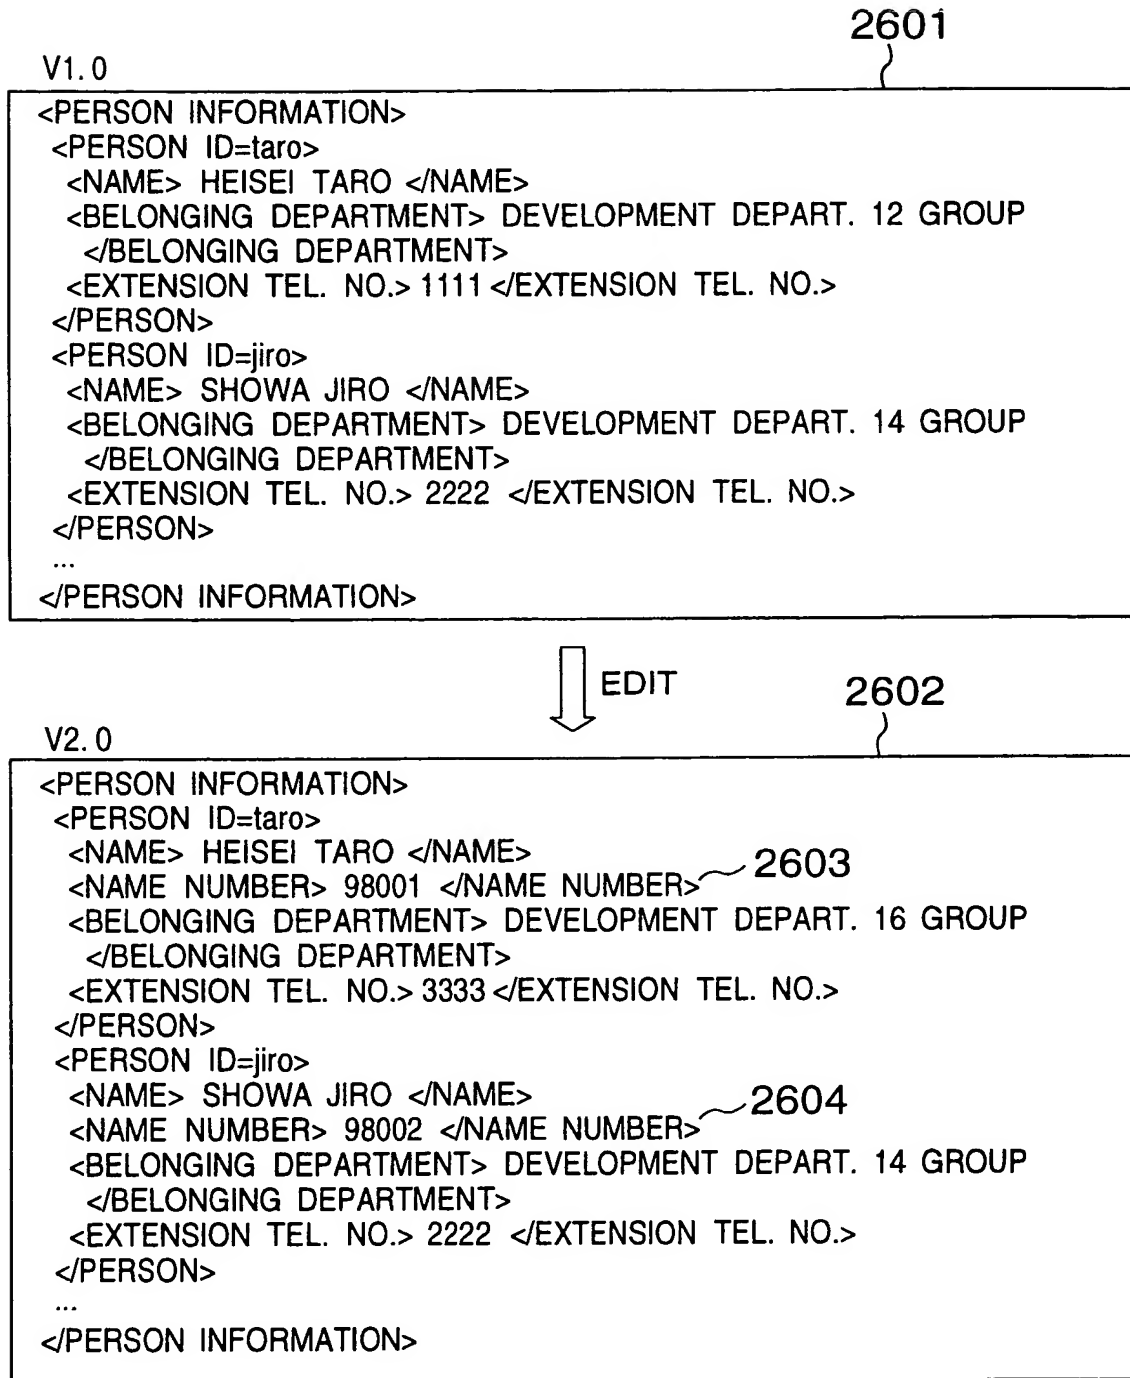 2601
V1.0
<PERSON INFORMATION>
<PERSON ID=taro>
<NAME> HEISEI TARO </NAME>
<BELONGING DEPARTMENT> DEVELOPMENT DEPART. 12 GROUP
</BELONGING DEPARTMENT>
<EXTENSION TEL. NO.> 1111 </EXTENSION TEL. NO.>
</PERSON>
<PERSON ID=jiro>
<NAME> SHOWA JIRO </NAME>
<BELONGING DEPARTMENT> DEVELOPMENT DEPART. 14 GROUP
</BELONGING DEPARTMENT>
<EXTENSION TEL. NO.> 2222 </EXTENSION TEL. NO.>
</PERSON>
...
</PERSON INFORMATION>
EDIT
2602
V2.0
<PERSON INFORMATION>
<PERSON ID=taro>
<NAME> HEISEI TARO </NAME>
<NAME NUMBER> 98001 </NAME NUMBER> 2603
<BELONGING DEPARTMENT> DEVELOPMENT DEPART. 16 GROUP
</BELONGING DEPARTMENT>
<EXTENSION TEL. NO.> 3333 </EXTENSION TEL. NO.>
</PERSON>
<PERSON ID=jiro>
<NAME> SHOWA JIRO </NAME>
<NAME NUMBER> 98002 </NAME NUMBER> 2604
<BELONGING DEPARTMENT> DEVELOPMENT DEPART. 14 GROUP
</BELONGING DEPARTMENT>
<EXTENSION TEL. NO.> 2222 </EXTENSION TEL. NO.>
</PERSON>
...
</PERSON INFORMATION>